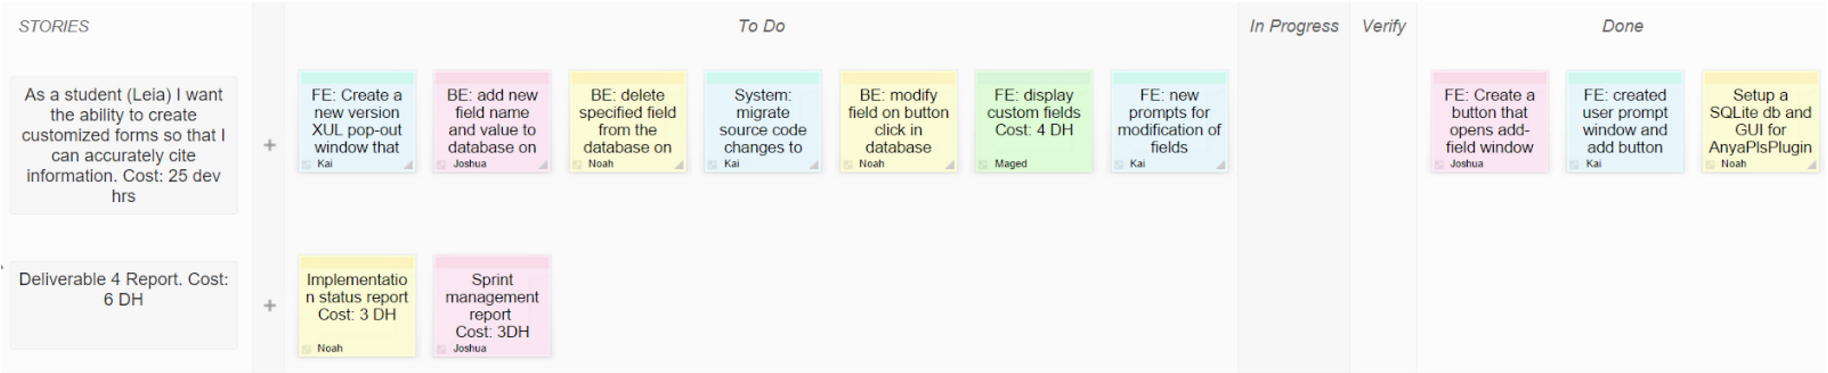 STORIES
To Do
In Progress
Verify
Done
As a student (Leia) I want
the ability to create
customized forms so that I
can accurately cite
information. Cost: 25 dev
hrs
+
FE: Create a
new version
XUL pop-out
window that
Kai
BE: add new
field name
and value to
database on
Joshua
BE: delete
specified field
from the
database on
Noah
System:
migrate
source code
changes to
Kai
BE: modify
field on button
click in
database
Noah
FE: display
custom fields
Cost: 4 DH
Maged
FE: new
prompts for
modification of
fields
Kai
FE: Create a
button that
opens add-
field window
Joshua
FE: created
user prompt
window and
add button
Kai
Setup a
SQLite db and
GUI for
AnyaPlsPlugin
Noah
Deliverable 4 Report. Cost:
6 DH
+
Implementatio
n status report
Cost: 3 DH
Noah
Sprint
management
report
Cost: 3DH
Joshua